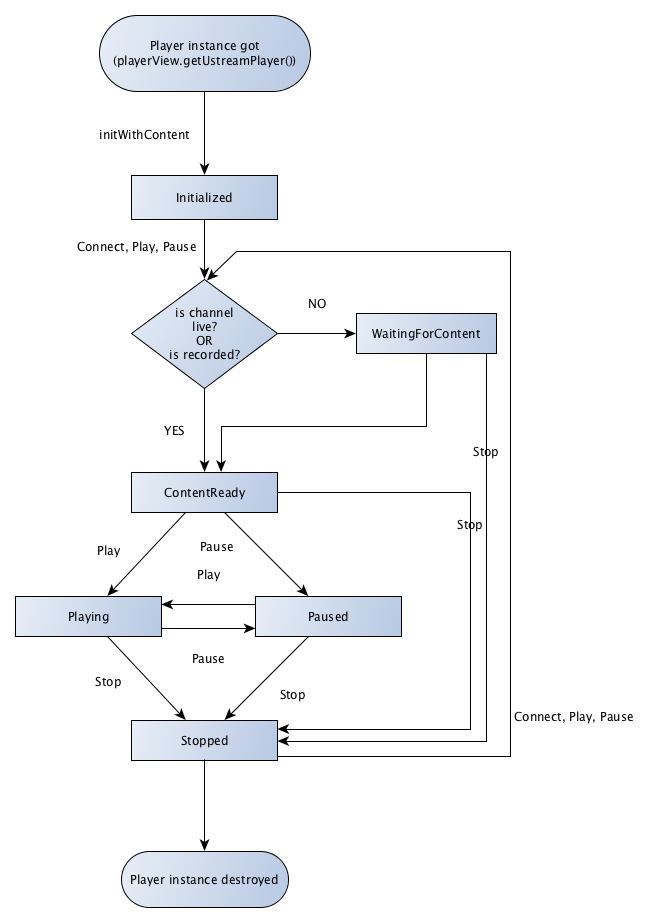 Player instance got
(playerView.getUstreamPlayer())
initWithContent
Initialized
Connect, Play, Pause
is channel
live?
OR
is recorded?
NO
WaitingForContent
YES
Stop
ContentReady
Stop
Play
Pause
Play
Playing
Paused
Pause
Stop
Stop
Connect, Play, Pause
Stopped
Player instance destroyed